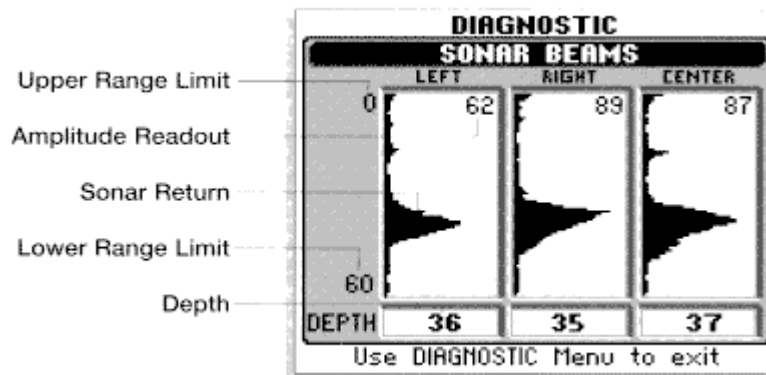 DIAGNOSTIC
SONAR BEAMS
LEFT RIGHT CENTER
Upper Range Limit
0 62 89 87
Amplitude Readout
Sonar Return
Lower Range Limit
60
Depth
DEPTH 36 35 37
Use DIAGNOSTIC Menu to exit